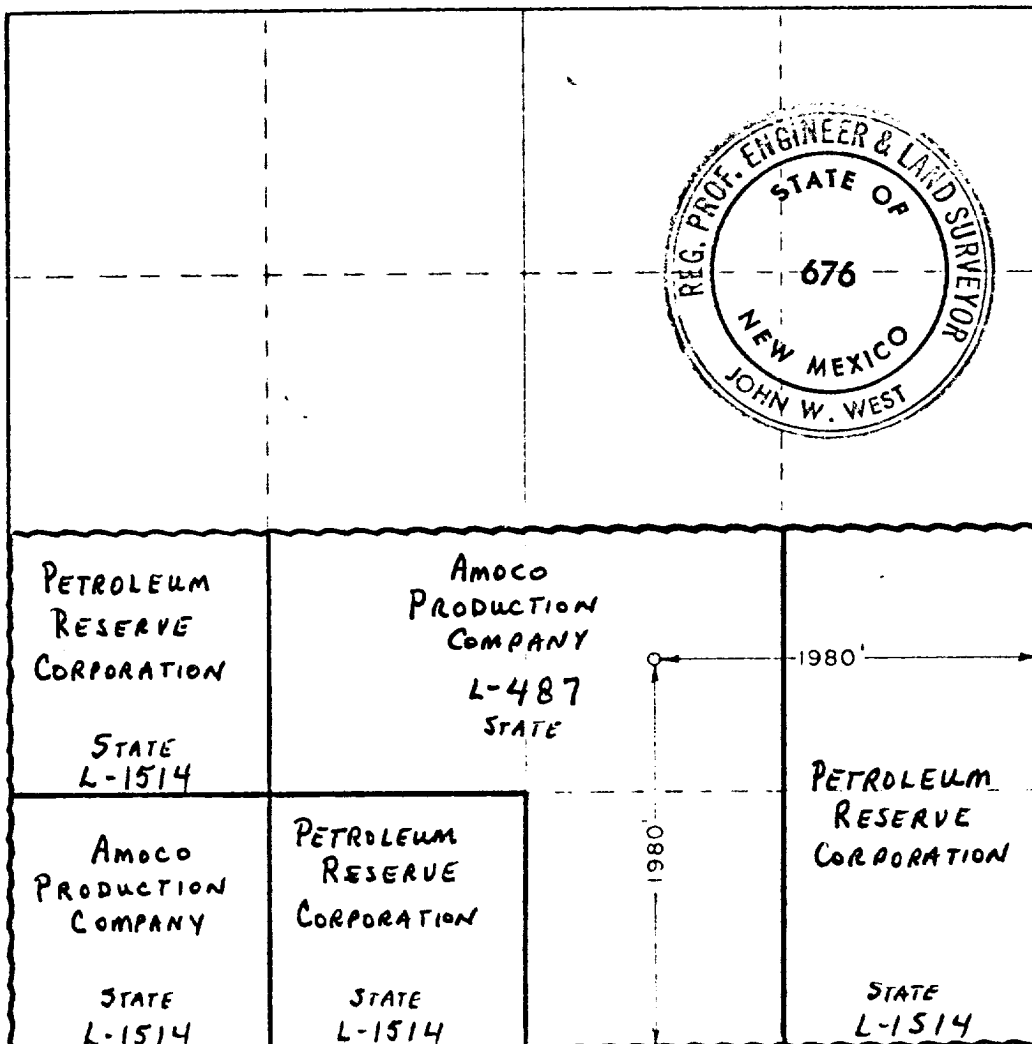 REG. PROF. ENGINEER & LAND SURVEYOR
STATE OF
676
NEW MEXICO
JOHN W. WEST
PETROLEUM
RESERVE
CORPORATION
STATE
L-1514
AMOCO
PRODUCTION
COMPANY
L-487
STATE
1980'
1980'
PETROLEUM
RESERVE
CORPORATION
STATE
L-1514
AMOCO
PRODUCTION
COMPANY
STATE
L-1514
PETROLEUM
RESERVE
CORPORATION
STATE
L-1514